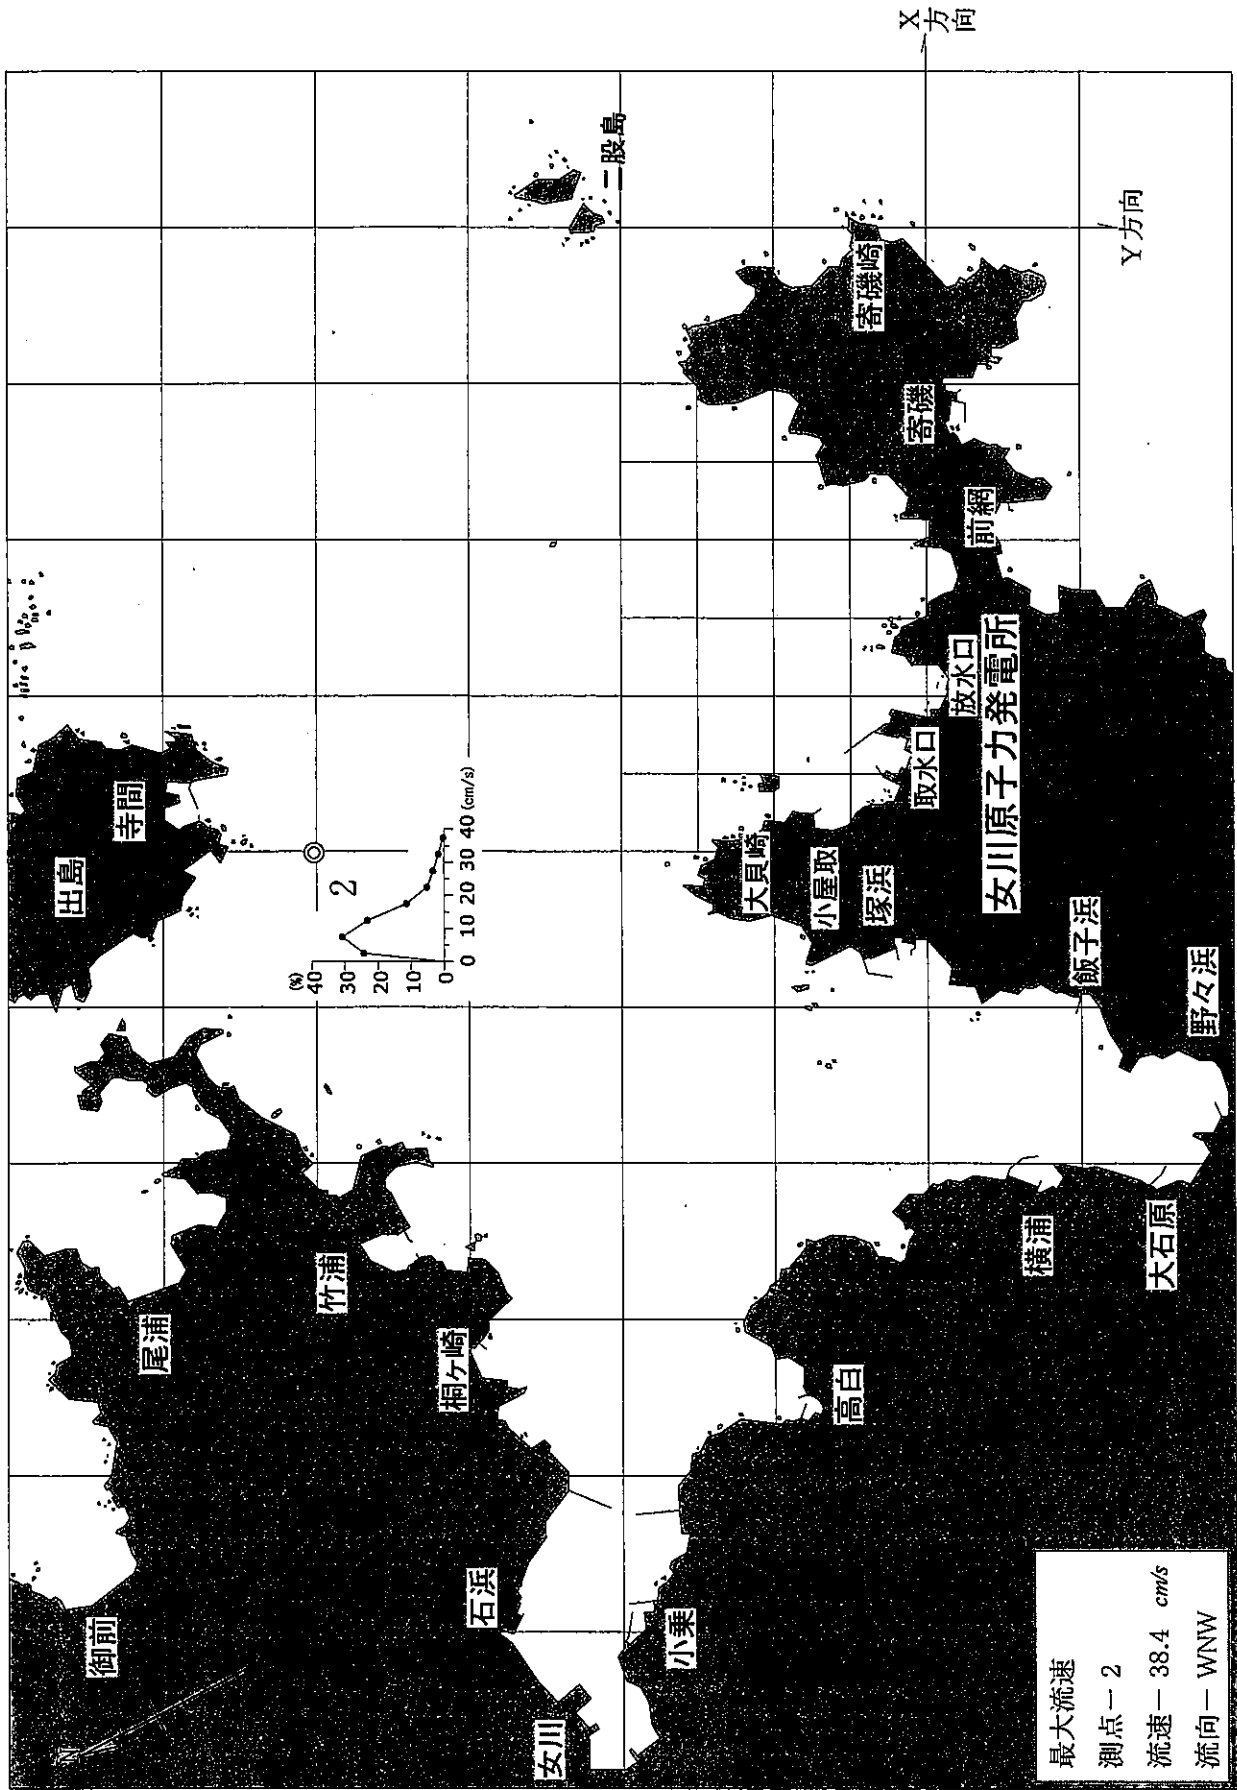 X方向
Y方向
二股島
寄磯崎
寄磯
前網
放水口
女川原子力発電所
取水口
寺間
出島
大貝崎
小屋取
塚浜
飯子浜
野々浜
2
(%)
40
30
20
10
0
0 10 20 30 40 (cm/s)
竹浦
尾浦
桐ヶ崎
横浦
大石原
高白
御前
石浜
小乗
女川
N
最大流速
測点－2
流速－38.4 cm/s
流向－WNW